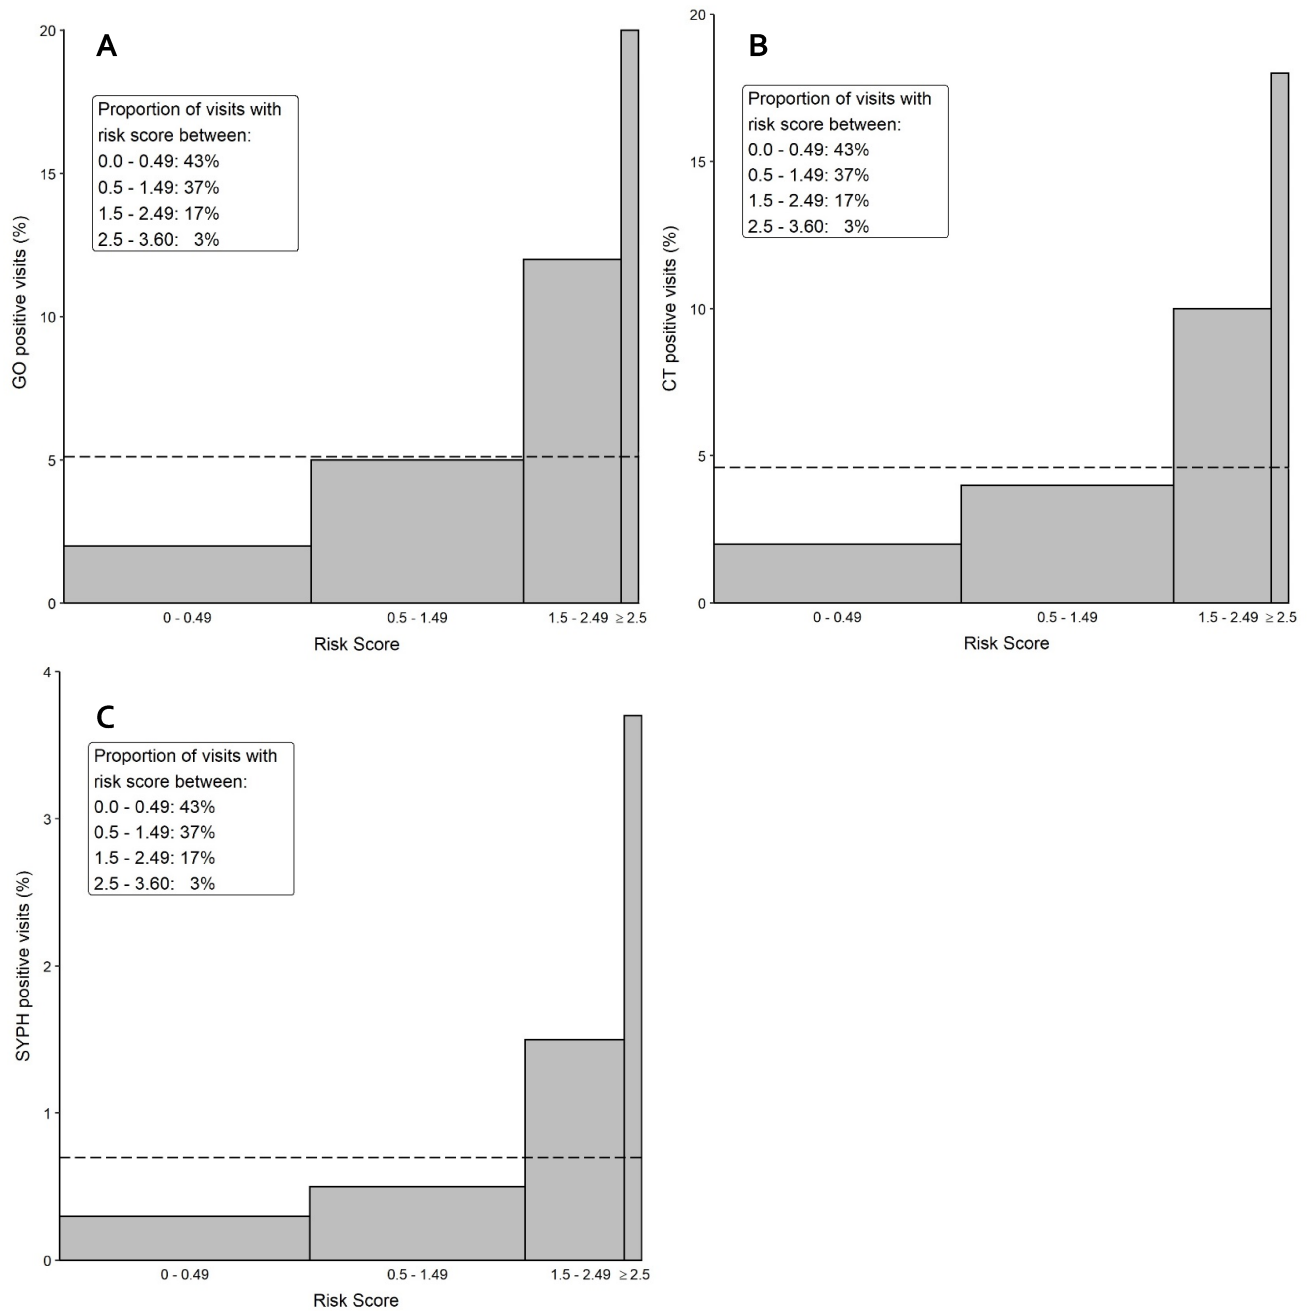 A
Proportion of visits with
risk score between:
0.0 - 0.49: 43%
0.5 - 1.49: 37%
1.5 - 2.49: 17%
2.5 - 3.60: 3%
GO positive visits (%)
20
15
10
5
0
0 - 0.49 0.5 - 1.49 1.5 - 2.49 ≥ 2.5
Risk Score
B
Proportion of visits with
risk score between:
0.0 - 0.49: 43%
0.5 - 1.49: 37%
1.5 - 2.49: 17%
2.5 - 3.60: 3%
CT positive visits (%)
20
15
10
5
0
0 - 0.49 0.5 - 1.49 1.5 - 2.49 ≥ 2.5
Risk Score
C
Proportion of visits with
risk score between:
0.0 - 0.49: 43%
0.5 - 1.49: 37%
1.5 - 2.49: 17%
2.5 - 3.60: 3%
SYPH positive visits (%)
4
3
2
1
0
0 - 0.49 0.5 - 1.49 1.5 - 2.49 ≥ 2.5
Risk Score